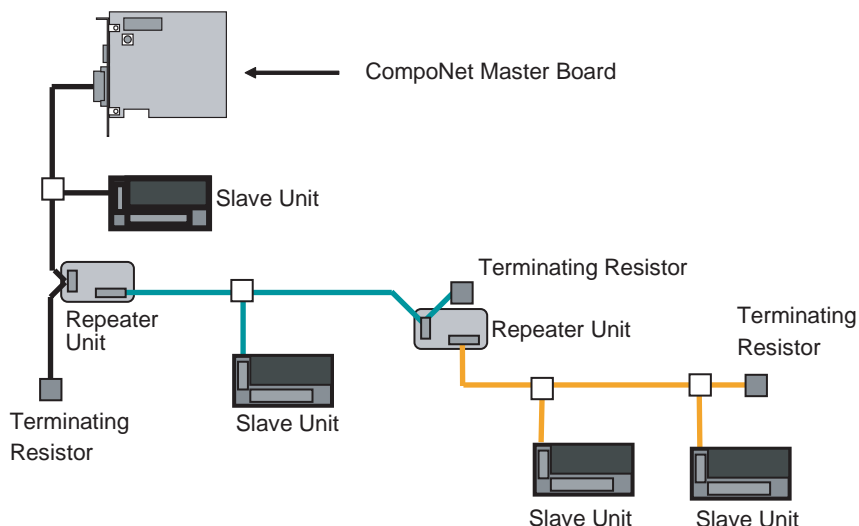 CompoNet Master Board
Slave Unit
Terminating Resistor
Repeater
Unit
Repeater Unit
Terminating
Resistor
Terminating
Resistor
Slave Unit
Slave Unit
Slave Unit